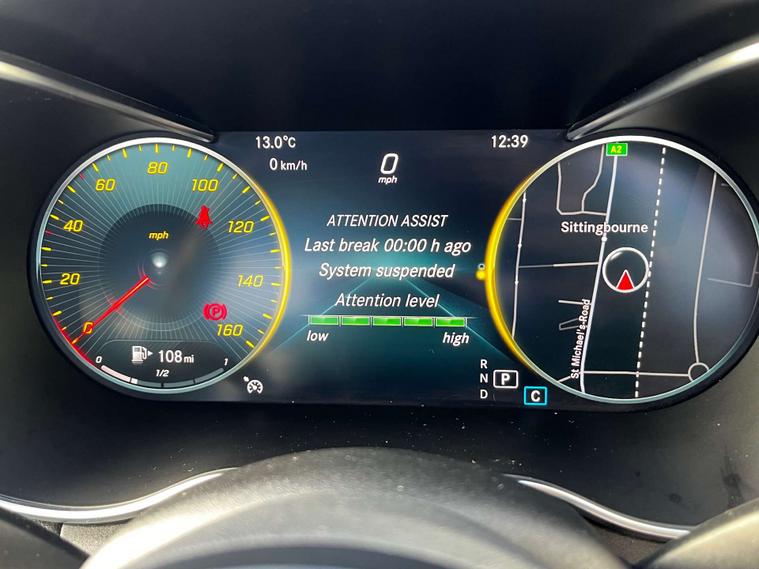 13.0°C
0 km/h
0
mph
12:39
ATTENTION ASSIST
Last break 00:00 h ago
System suspended
Attention level
low high
0
20
40
60
80
100
120
140
160
mph
P
108 mi
0 1/2 1
R
N
D
P
C
A2
Sittingbourne
St Michael's Road